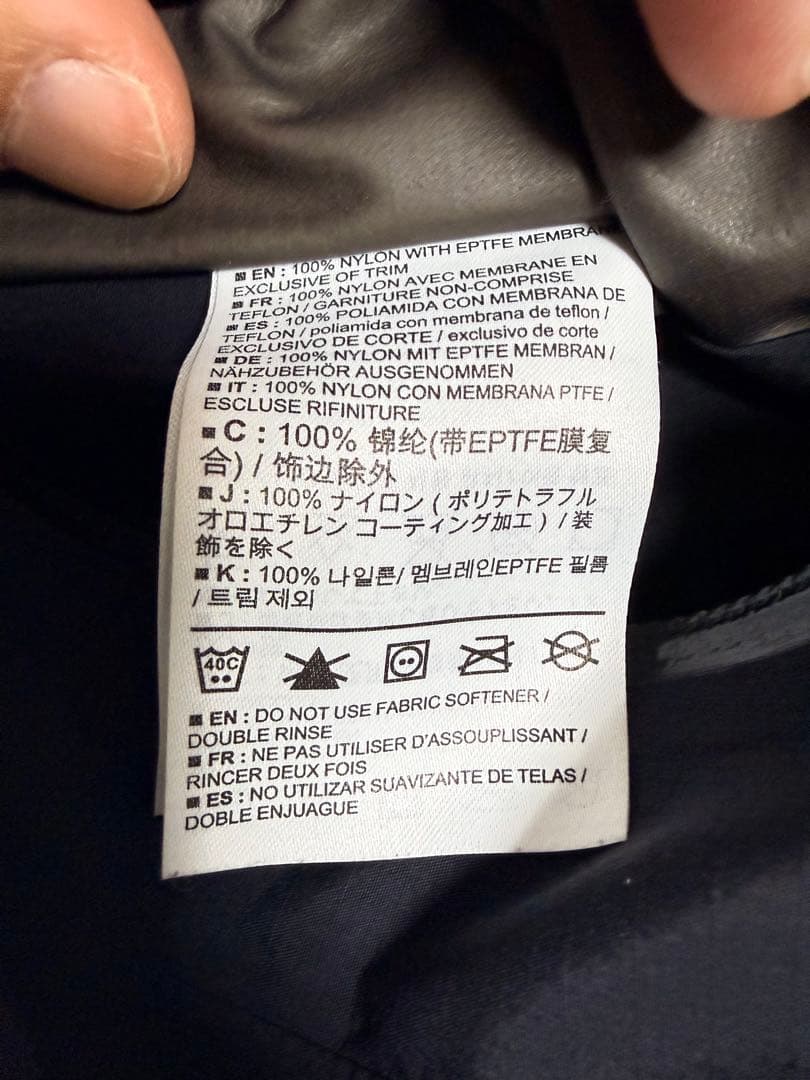 EN : 100% NYLON WITH EPTFE MEMBRAN
EXCLUSIVE OF TRIM
FR : 100% NYLON AVEC MEMBRANE EN
TEFLON / GARNITURE NON-COMPRISE
ES : 100% POLIAMIDA CON MEMBRANA DE
TEFLON / poliamida con membrana de teflon /
EXCLUSIVO DE CORTE / exclusivo de corte
DE : 100% NYLON MIT EPTFE MEMBRAN /
NÄHZUBEHÖR AUSGENOMMEN
IT : 100% NYLON CON MEMBRANA PTFE /
ESCLUSE RIFINITURE
C : 100% 锦纶(带EPTFE膜复
合) / 饰边除外
J : 100% ナイロン ( ポリテトラフル
オロエチレン コーティング加工 ) / 装
飾を除く
K : 100% 나일론/ 멤브레인EPTFE 필름
/ 트림 제외
40C
EN : DO NOT USE FABRIC SOFTENER /
DOUBLE RINSE
FR : NE PAS UTILISER D'ASSOUPLISSANT /
RINCER DEUX FOIS
ES : NO UTILIZAR SUAVIZANTE DE TELAS /
DOBLE ENJUAGUE